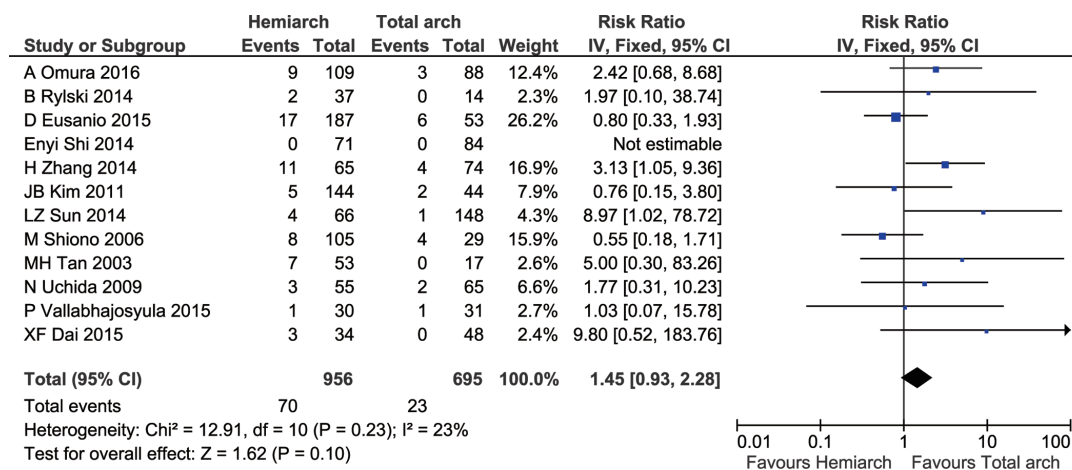 Hemiarch Total arch Risk Ratio Risk Ratio
Study or Subgroup Events Total Events Total Weight IV, Fixed, 95% CI IV, Fixed, 95% CI
A Omura 2016 9 109 3 88 12.4% 2.42 [0.68, 8.68]
B Rylski 2014 2 37 0 14 2.3% 1.97 [0.10, 38.74]
D Eusanio 2015 17 187 6 53 26.2% 0.80 [0.33, 1.93]
Enyi Shi 2014 0 71 0 84 Not estimable
H Zhang 2014 11 65 4 74 16.9% 3.13 [1.05, 9.36]
JB Kim 2011 5 144 2 44 7.9% 0.76 [0.15, 3.80]
LZ Sun 2014 4 66 1 148 4.3% 8.97 [1.02, 78.72]
M Shiono 2006 8 105 4 29 15.9% 0.55 [0.18, 1.71]
MH Tan 2003 7 53 0 17 2.6% 5.00 [0.30, 83.26]
N Uchida 2009 3 55 2 65 6.6% 1.77 [0.31, 10.23]
P Vallabhajosyula 2015 1 30 1 31 2.7% 1.03 [0.07, 15.78]
XF Dai 2015 3 34 0 48 2.4% 9.80 [0.52, 183.76]
Total (95% CI) 956 695 100.0% 1.45 [0.93, 2.28]
Total events 70 23
Heterogeneity: Chi² = 12.91, df = 10 (P = 0.23); I² = 23%
Test for overall effect: Z = 1.62 (P = 0.10)
0.01 0.1 1 10 100
Favours Hemiarch Favours Total arch